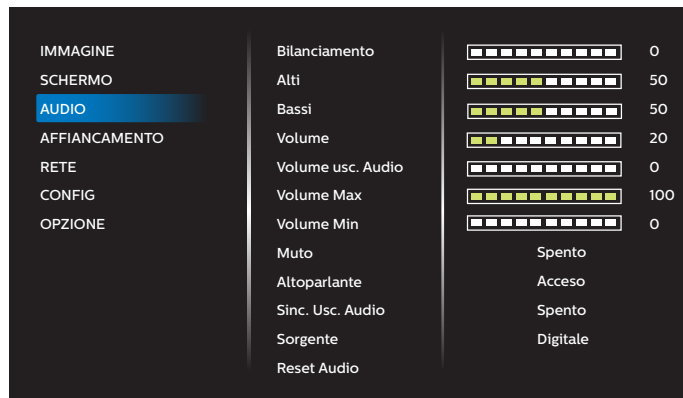 IMMAGINE Bilanciamento 0
SCHERMO Alti 50
AUDIO Bassi 50
AFFIANCAMENTO Volume 20
RETE Volume usc. Audio 0
CONFIG Volume Max 100
OPZIONE Volume Min 0
Muto Spento
Altoparlante Acceso
Sinc. Usc. Audio Spento
Sorgente Digitale
Reset Audio